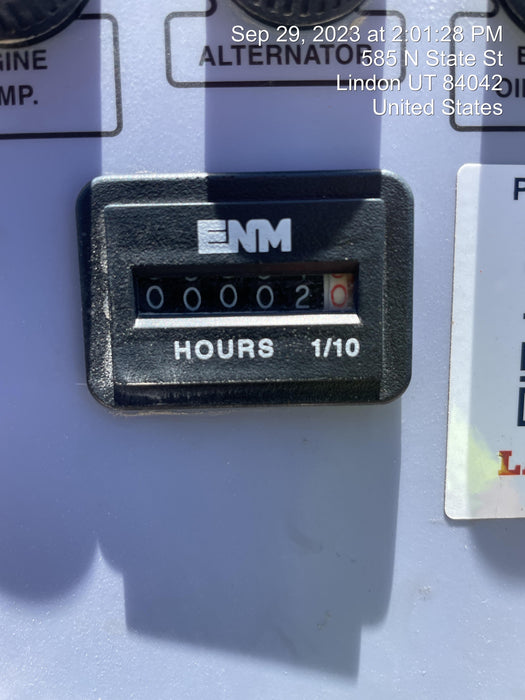 Sep 29, 2023 at 2:01:28 PM
585 N State St
Lindon UT 84042
United States
ALTERNATOR
MP.
ENM
000020
HOURS 1/10